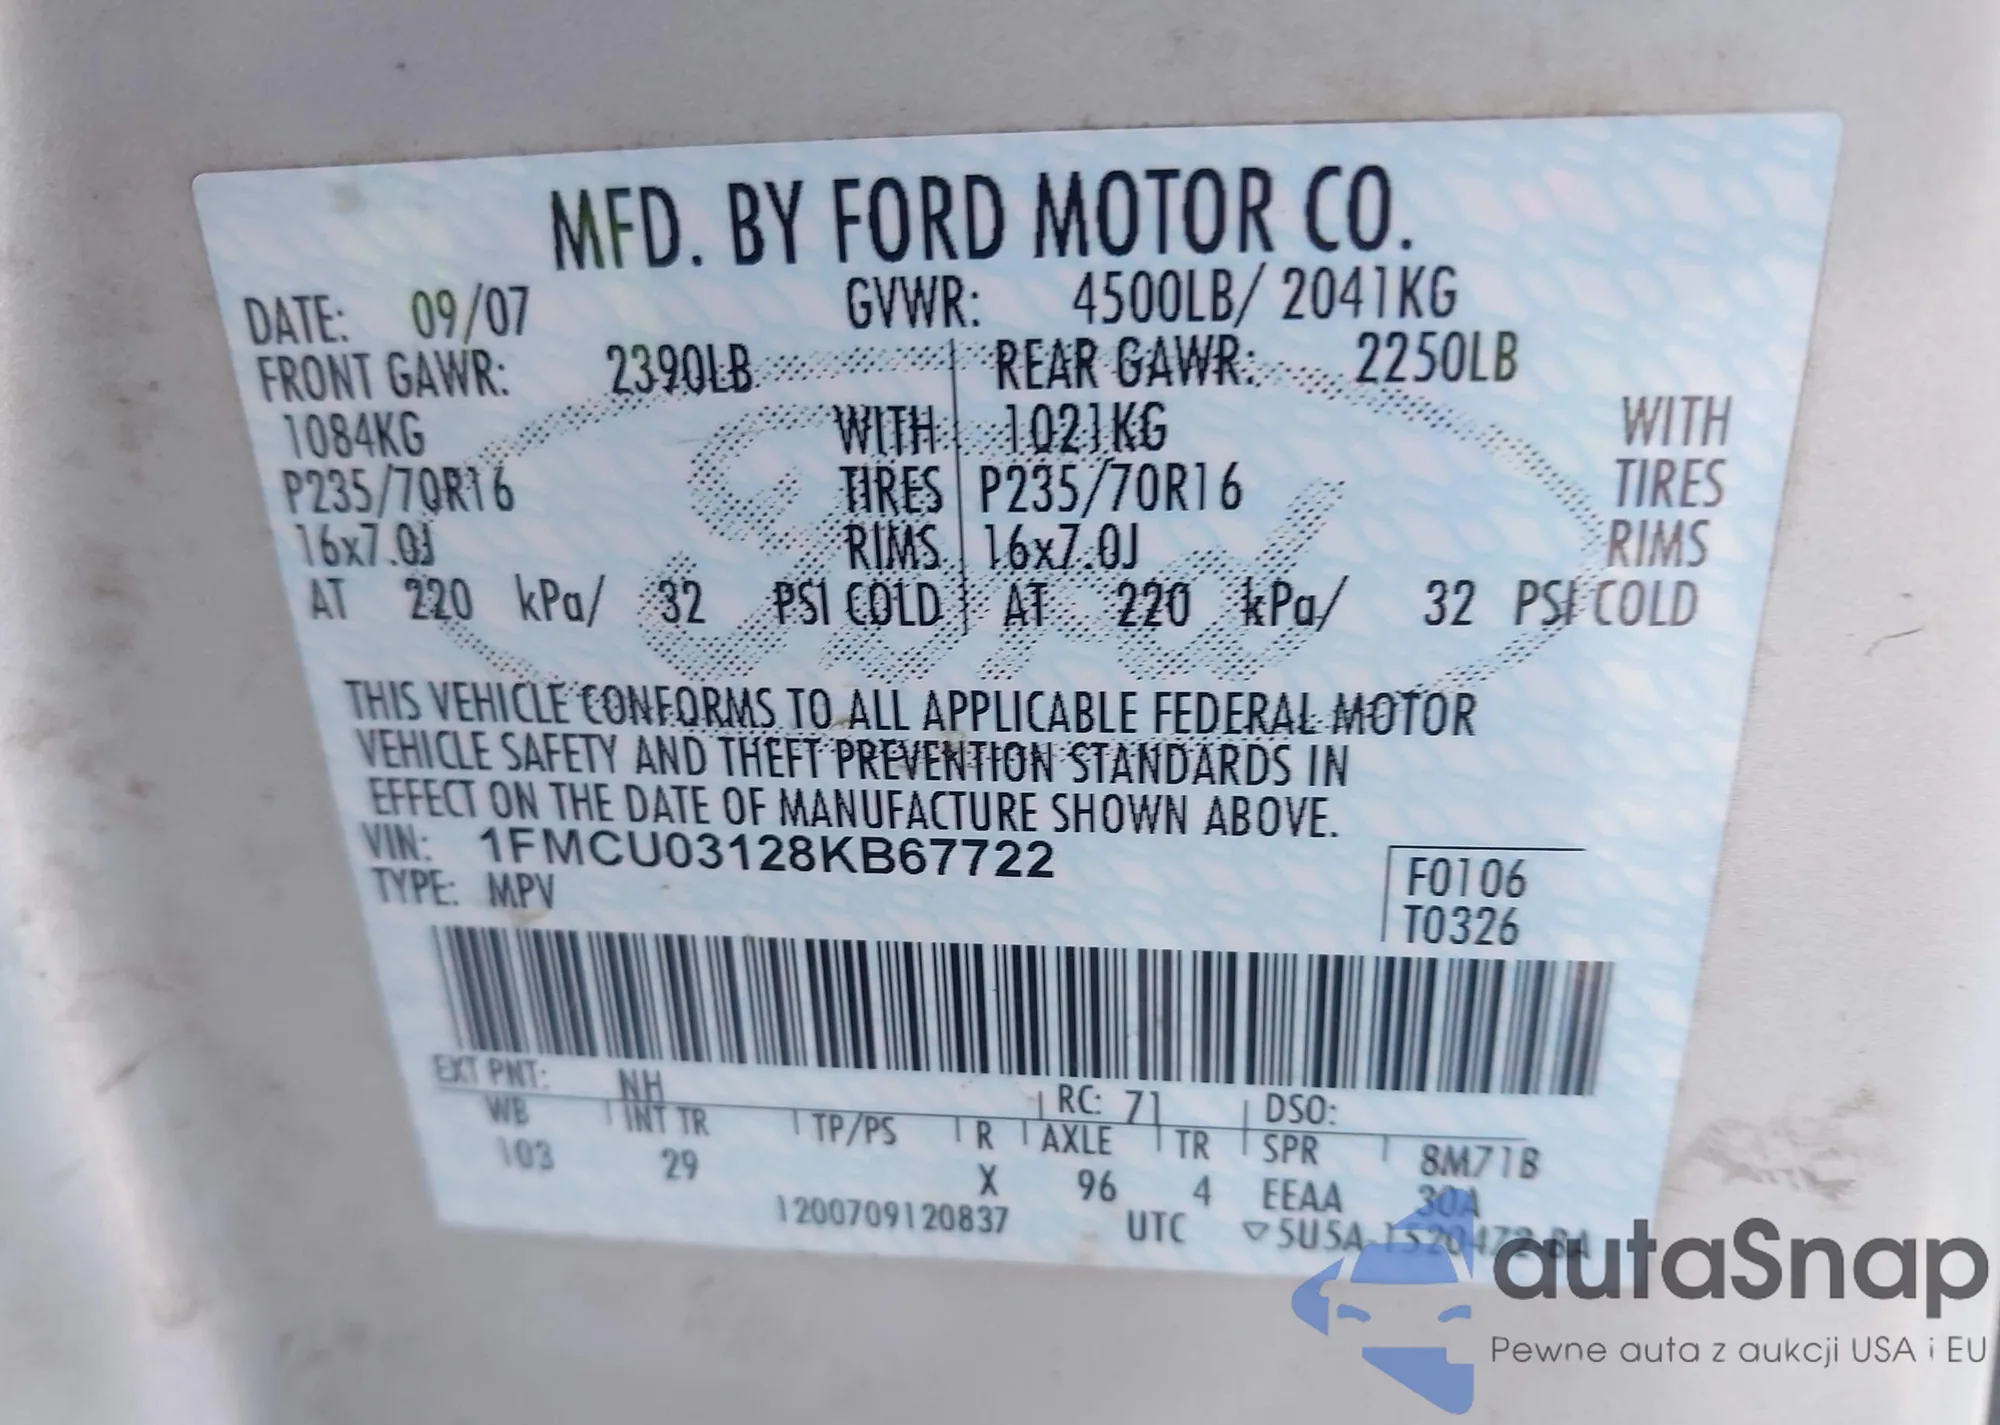 MFD. BY FORD MOTOR CO.
DATE: 09/07 GVWR: 4500LB/ 2041KG
FRONT GAWR: 2390LB REAR GAWR: 2250LB
1084KG WITH 1021KG WITH
P235/70R16 TIRES P235/70R16 TIRES
16x7.0J RIMS 16x7.0J RIMS
AT 220 kPa/ 32 PSI COLD AT 220 kPa/ 32 PSI COLD
THIS VEHICLE CONFORMS TO ALL APPLICABLE FEDERAL MOTOR
VEHICLE SAFETY AND THEFT PREVENTION STANDARDS IN
EFFECT ON THE DATE OF MANUFACTURE SHOWN ABOVE.
VIN: 1FMCU03128KB67722
TYPE: MPV
F0106
T0326
EXT PNT: NH RC: 71 DSO:
WB INT TR TP/PS R AXLE TR SPR 8M71B
103 29 X 96 4 EEAA 30A
1200709120837 UTC ▽5U5A-1520472-BA
autaSnap
Pewne auta z aukcji USA i EU